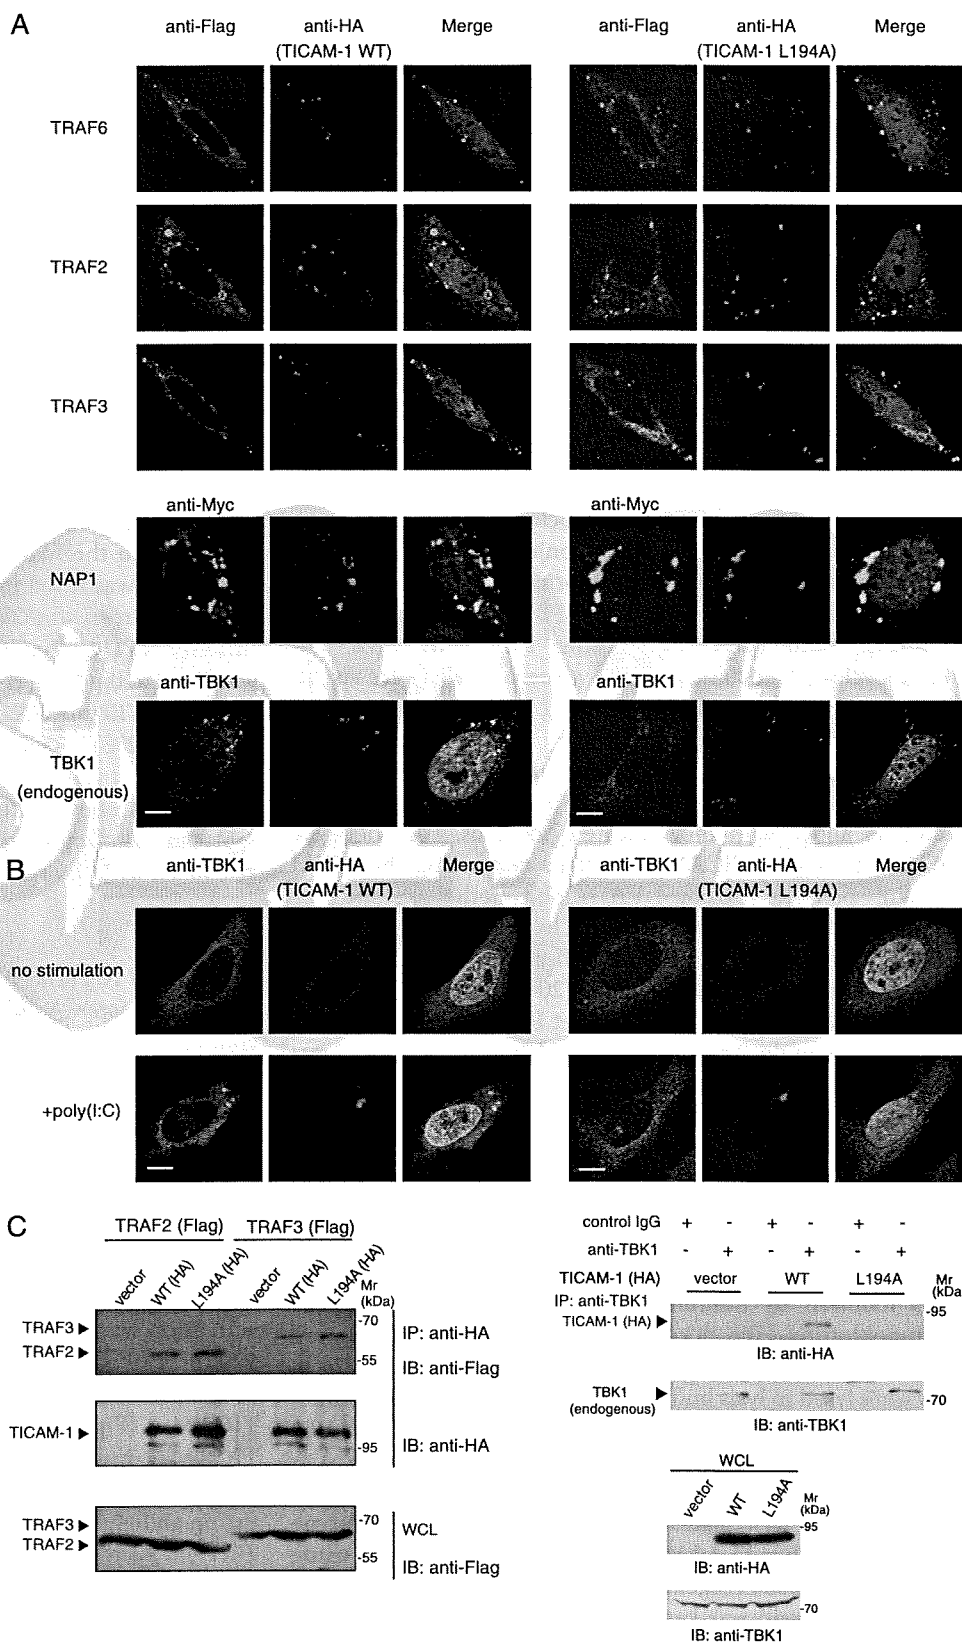 A
anti-Flag anti-HA Merge anti-Flag anti-HA Merge
(TICAM-1 WT) (TICAM-1 L194A)
TRAF6
TRAF2
TRAF3
anti-Myc anti-Myc
NAP1
anti-TBK1 anti-TBK1
TBK1
(endogenous)
B
anti-TBK1 anti-HA Merge anti-TBK1 anti-HA Merge
(TICAM-1 WT) (TICAM-1 L194A)
no stimulation
+poly(I:C)
C
TRAF2 (Flag) TRAF3 (Flag)
vector WT (HA) L194A (HA) vector WT (HA) L194A (HA) Mr
(kDa)
TRAF3 -70 IP: anti-HA
TRAF2 -55 IB: anti-Flag
TICAM-1
-95 IB: anti-HA
TRAF3 -70 WCL
TRAF2 -55 IB: anti-Flag
control IgG + - + - + -
anti-TBK1 - + - + - +
TICAM-1 (HA) vector WT L194A Mr
(kDa
IP: anti-TBK1 -95
TICAM-1 (HA)
IB: anti-HA
TBK1 -70
(endogenous)
IB: anti-TBK1
WCL
vector WT L194A Mr
(kDa)
-95
IB: anti-HA
-70
IB: anti-TBK1